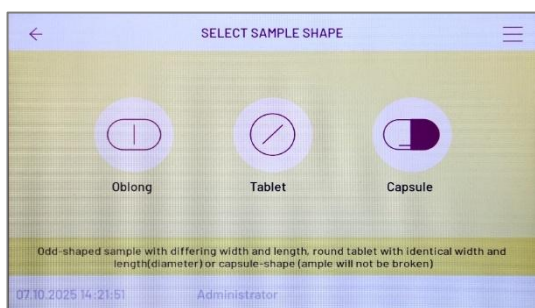 SELECT SAMPLE SHAPE
Oblong
Tablet
Capsule
Odd-shaped sample with differing width and length, round tablet with identical width and
length(diameter) or capsule-shape (ample will not be broken)
07.10.2025 14:21:51 Administrator